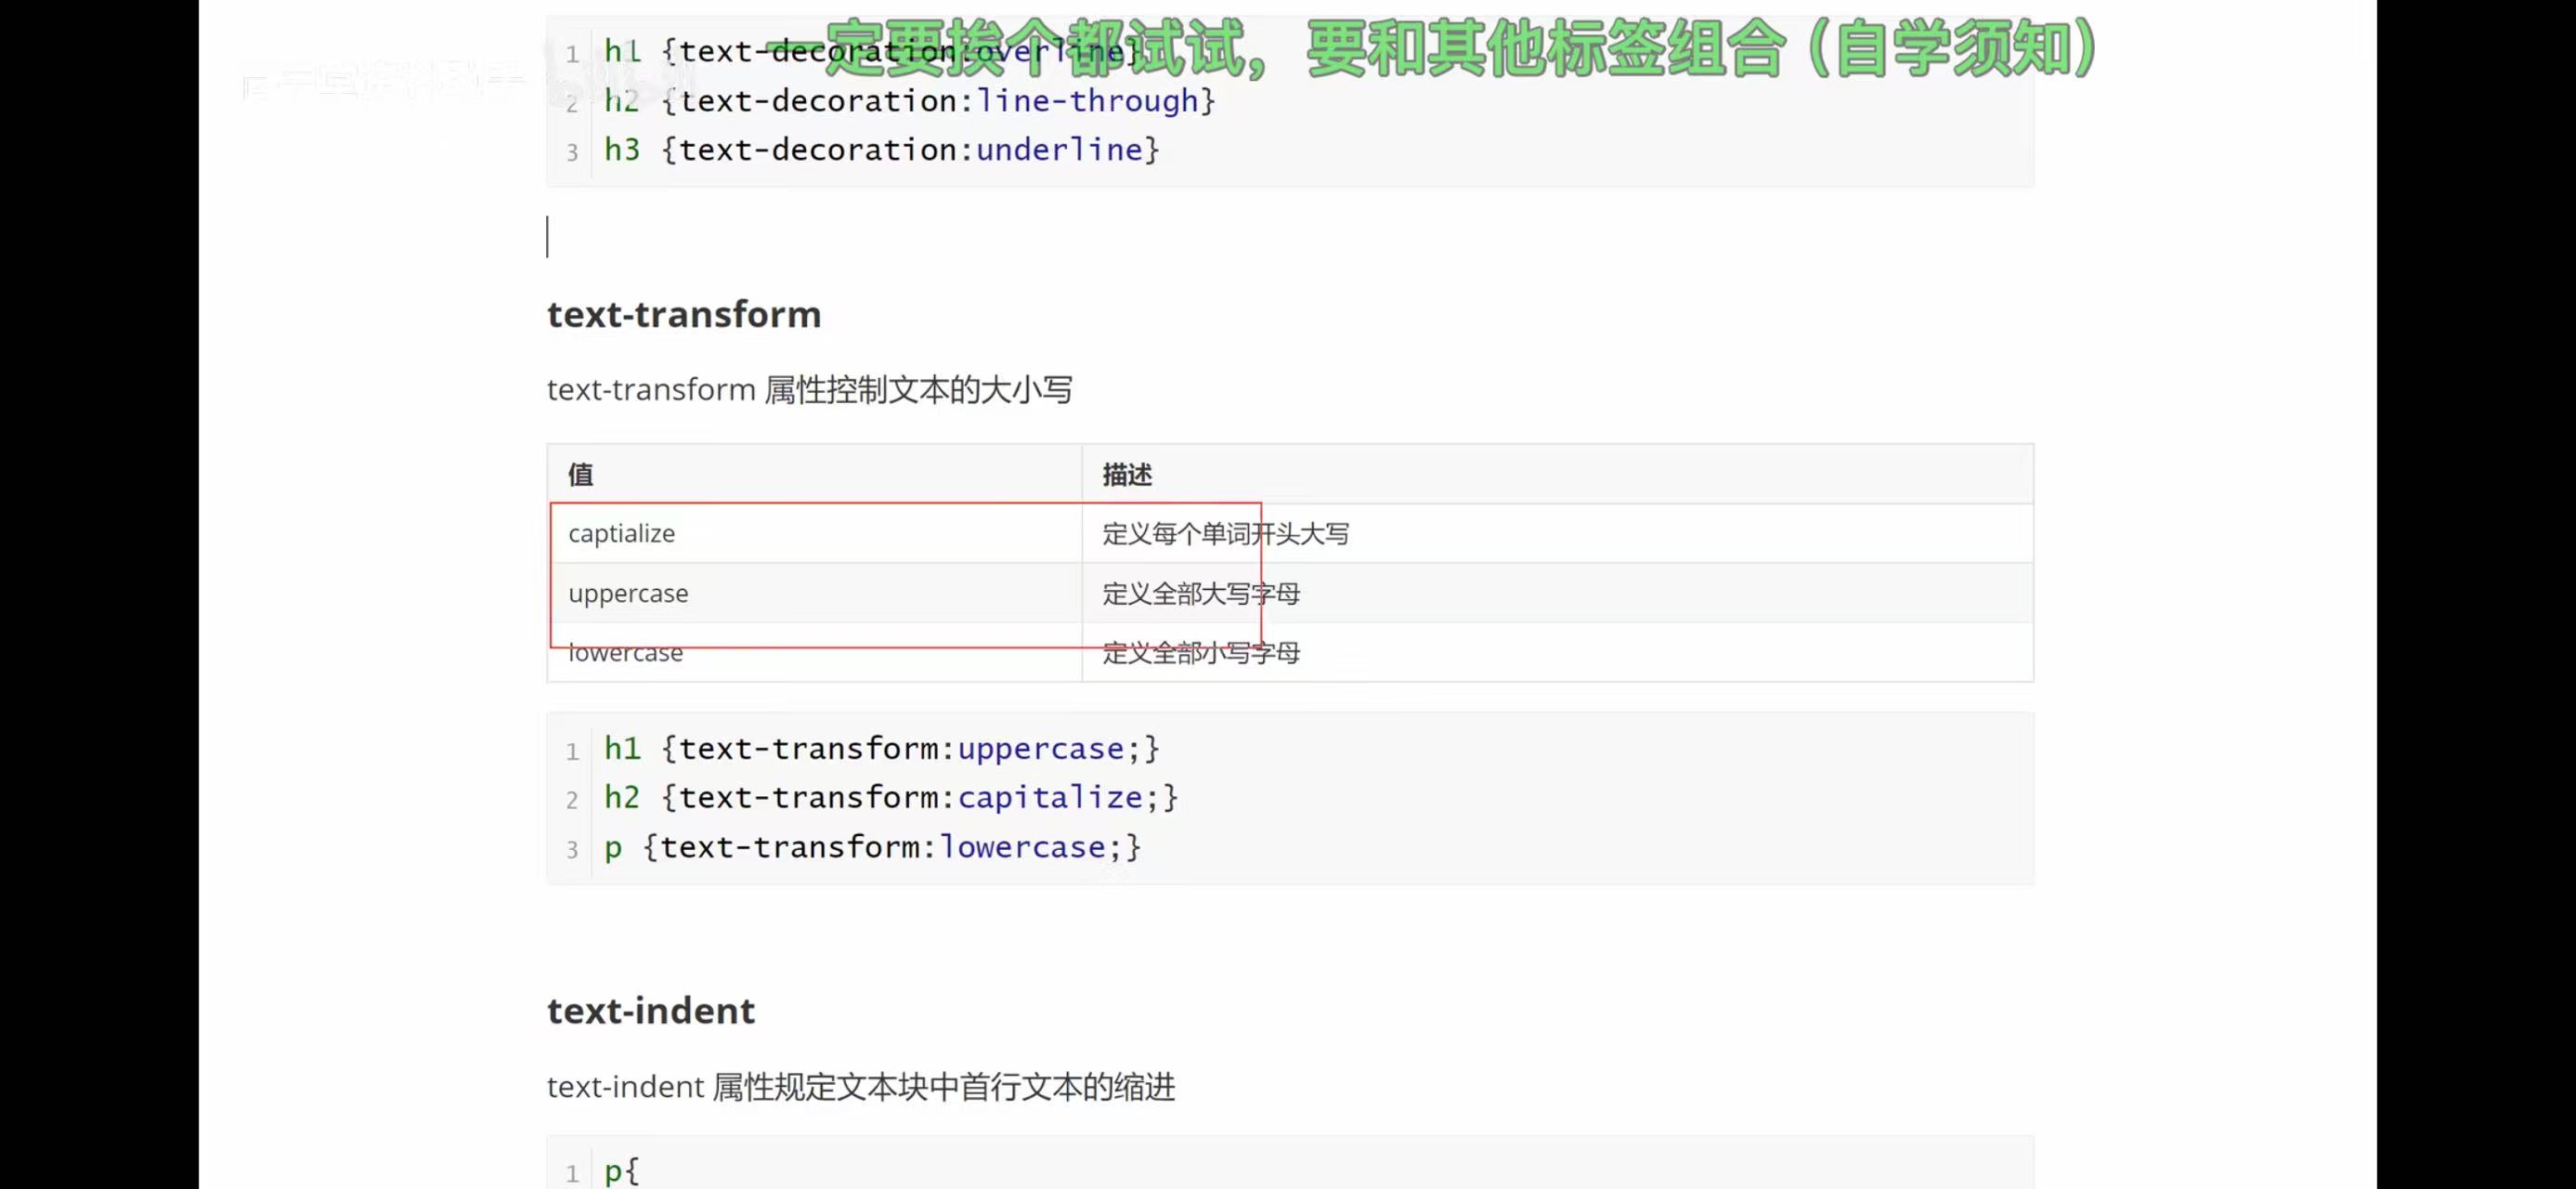 一定要挨个都试试，要和其他标签组合（自学须知）
1 h1 {text-decoration:overline}
2 h2 {text-decoration:line-through}
3 h3 {text-decoration:underline}
text-transform
text-transform 属性控制文本的大小写
值 描述
captialize 定义每个单词开头大写
uppercase 定义全部大写字母
lowercase 定义全部小写字母
1 h1 {text-transform:uppercase;}
2 h2 {text-transform:capitalize;}
3 p {text-transform:lowercase;}
text-indent
text-indent 属性规定文本块中首行文本的缩进
1 p{